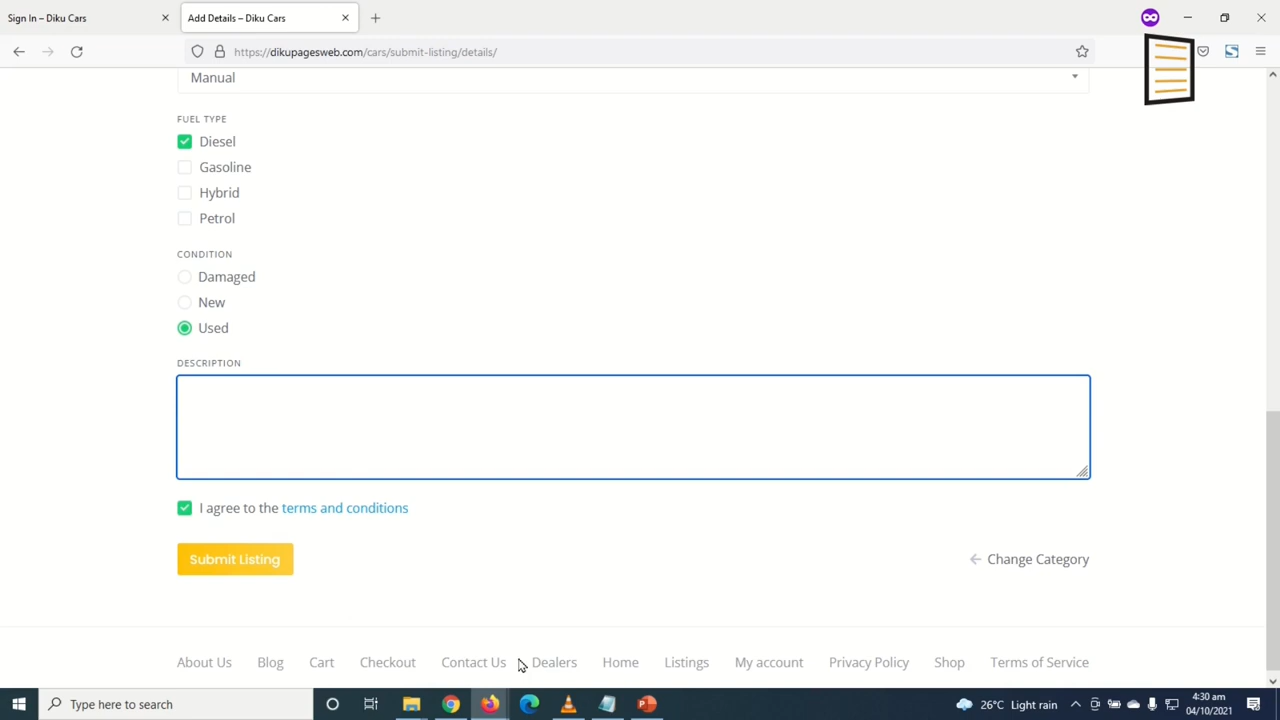 Sign In – Diku Cars
Add Details – Diku Cars
https://dikupagesweb.com/cars/submit-listing/details/
Manual
FUEL TYPE
Diesel
Gasoline
Hybrid
Petrol
CONDITION
Damaged
New
Used
DESCRIPTION
I agree to the terms and conditions
Submit Listing
Change Category
About Us Blog Cart Checkout Contact Us Dealers Home Listings My account Privacy Policy Shop Terms of Service
Type here to search
26°C Light rain
4:30 am
04/10/2021